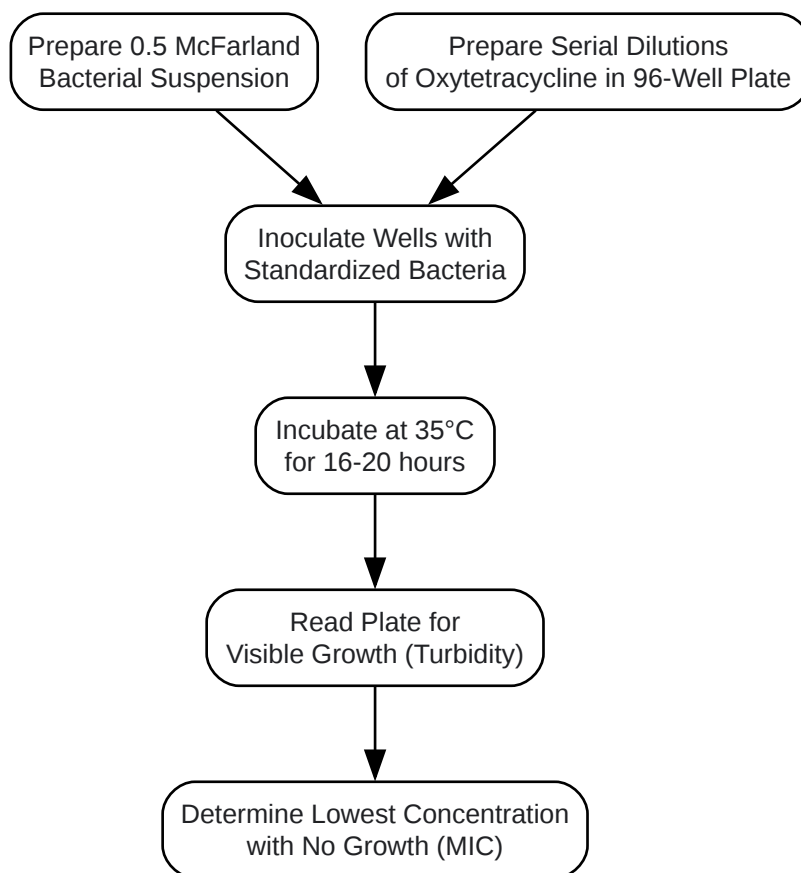 Prepare 0.5 McFarland
Bacterial Suspension
Prepare Serial Dilutions
of Oxytetracycline in 96-Well Plate
Inoculate Wells with
Standardized Bacteria
Incubate at 35°C
for 16-20 hours
Read Plate for
Visible Growth (Turbidity)
Determine Lowest Concentration
with No Growth (MIC)